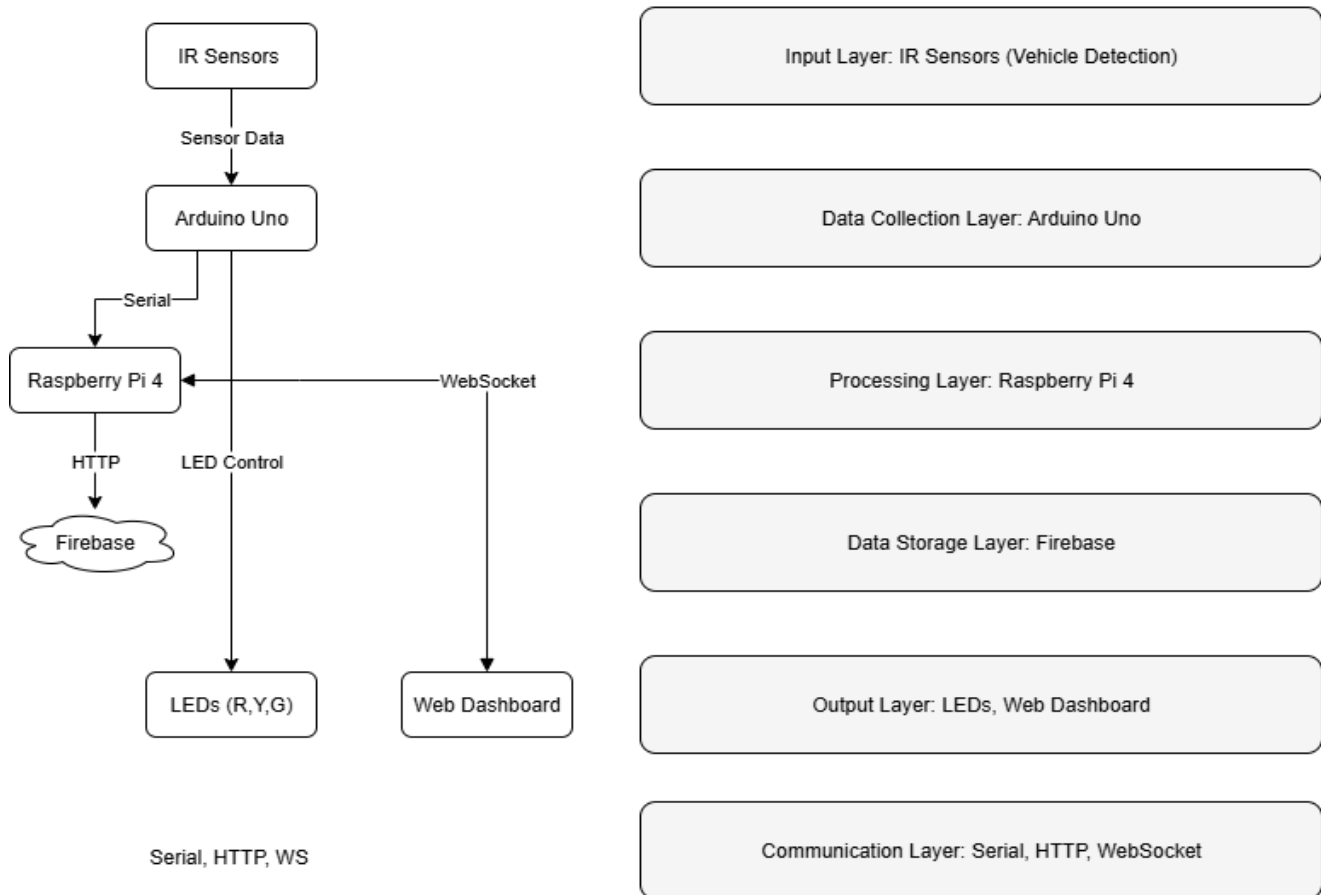 IR Sensors
Input Layer: IR Sensors (Vehicle Detection)
Sensor Data
Arduino Uno
Data Collection Layer: Arduino Uno
Serial
Raspberry Pi 4
WebSocket
Processing Layer: Raspberry Pi 4
HTTP
LED Control
Firebase
Data Storage Layer: Firebase
LEDs (R,Y,G)
Web Dashboard
Output Layer: LEDs, Web Dashboard
Serial, HTTP, WS
Communication Layer: Serial, HTTP, WebSocket